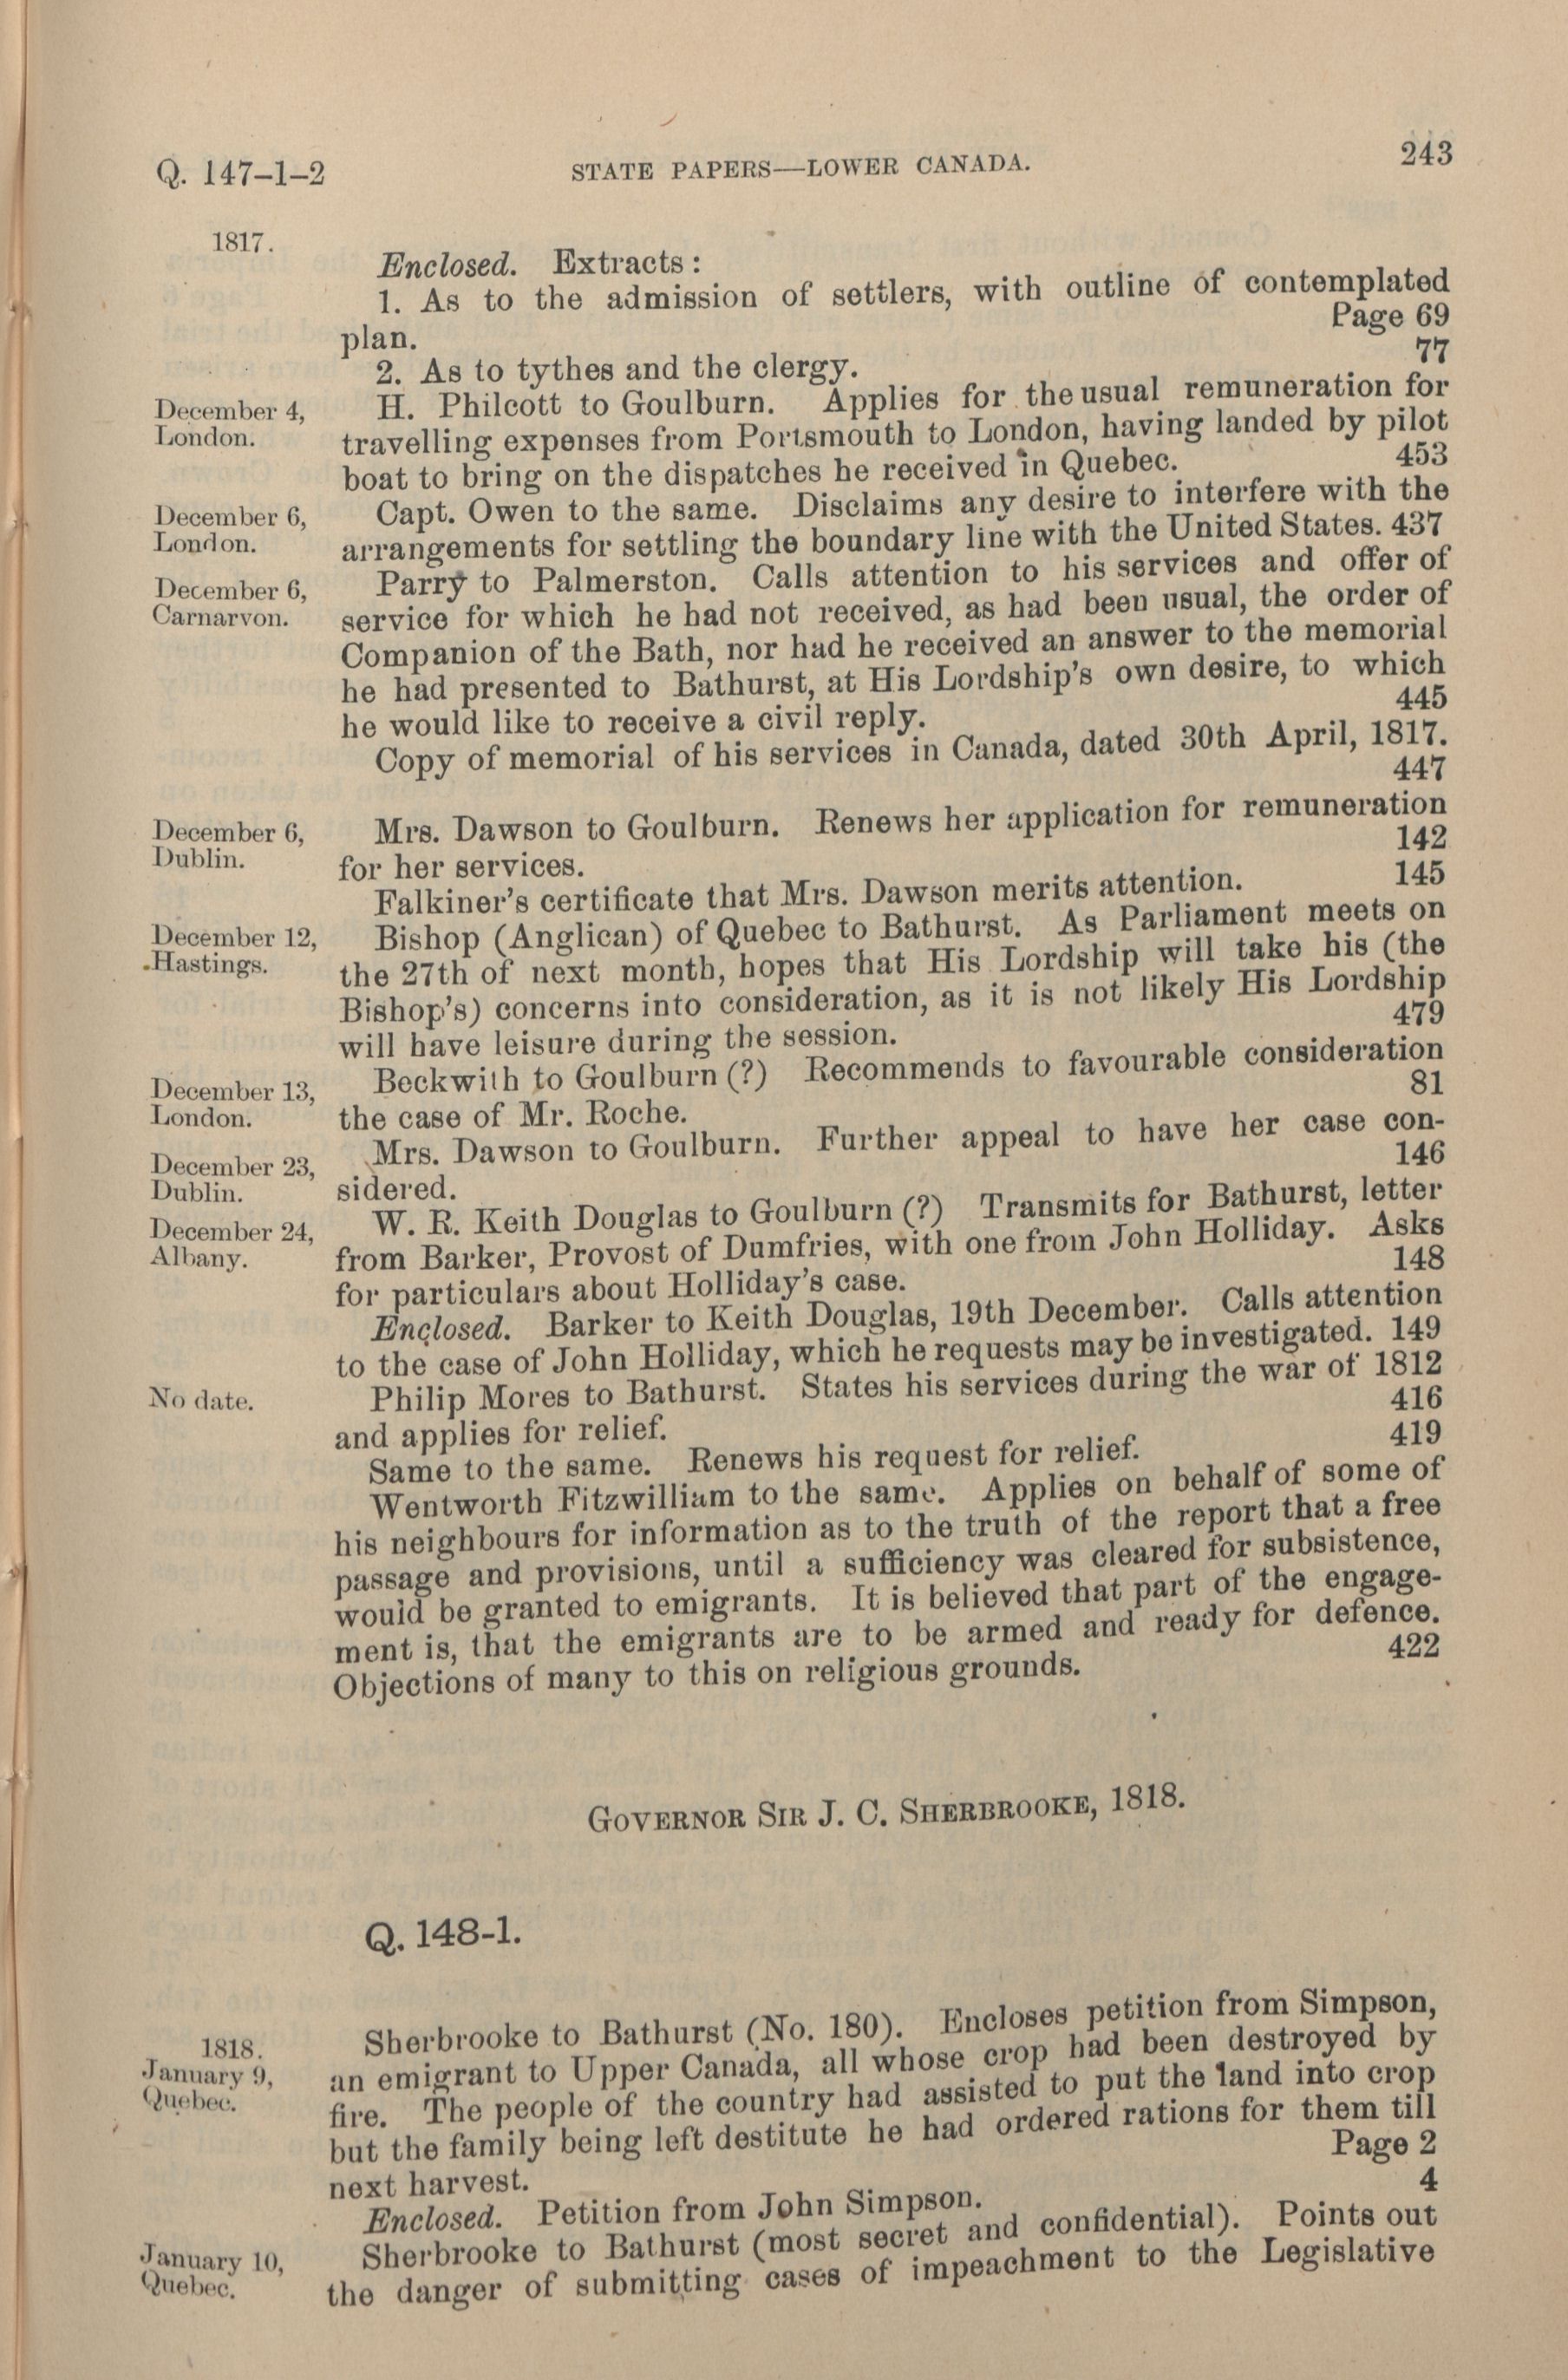 Q. 147–1–2 STATE PAPERS—LOWER CANADA. 243
1817.
Enclosed. Extracts:
1. As to the admission of settlers, with outline of contemplated
plan. Page 69
2. As to tythes and the clergy. 77
December 4, H. Philcott to Goulburn. Applies for the usual remuneration for
London. travelling expenses from Portsmouth to London, having landed by pilot
boat to bring on the dispatches he received in Quebec. 453
December 6, Capt. Owen to the same. Disclaims any desire to interfere with the
London. arrangements for settling the boundary line with the United States. 437
December 6, Parry to Palmerston. Calls attention to his services and offer of
Carnarvon. service for which he had not received, as had been usual, the order of
Companion of the Bath, nor had he received an answer to the memorial
he had presented to Bathurst, at His Lordship's own desire, to which
he would like to receive a civil reply. 445
Copy of memorial of his services in Canada, dated 30th April, 1817.
447
December 6, Mrs. Dawson to Goulburn. Renews her application for remuneration
Dublin. for her services. 142
Falkiner's certificate that Mrs. Dawson merits attention. 145
December 12, Bishop (Anglican) of Quebec to Bathurst. As Parliament meets on
Hastings. the 27th of next month, hopes that His Lordship will take his (the
Bishop's) concerns into consideration, as it is not likely His Lordship
will have leisure during the session. 479
December 13, Beckwith to Goulburn (?) Recommends to favourable consideration
London. the case of Mr. Roche. 81
December 23, Mrs. Dawson to Goulburn. Further appeal to have her case con-
Dublin. sidered. 146
December 24, W. R. Keith Douglas to Goulburn (?) Transmits for Bathurst, letter
Albany. from Barker, Provost of Dumfries, with one from John Holliday. Asks
for particulars about Holliday's case. 148
Enclosed. Barker to Keith Douglas, 19th December. Calls attention
to the case of John Holliday, which he requests may be investigated. 149
No date. Philip Mores to Bathurst. States his services during the war of 1812
and applies for relief. 416
Same to the same. Renews his request for relief. 419
Wentworth Fitzwilliam to the same. Applies on behalf of some of
his neighbours for information as to the truth of the report that a free
passage and provisions, until a sufficiency was cleared for subsistence,
would be granted to emigrants. It is believed that part of the engage-
ment is, that the emigrants are to be armed and ready for defence.
Objections of many to this on religious grounds. 422
GOVERNOR SIR J. C. SHERBROOKE, 1818.
Q. 148–1.
1818. Sherbrooke to Bathurst (No. 180). Encloses petition from Simpson,
January 9, an emigrant to Upper Canada, all whose crop had been destroyed by
Quebec. fire. The people of the country had assisted to put the land into crop
but the family being left destitute he had ordered rations for them till
next harvest. Page 2
Enclosed. Petition from John Simpson. 4
January 10, Sherbrooke to Bathurst (most secret and confidential). Points out
Quebec. the danger of submitting cases of impeachment to the Legislative